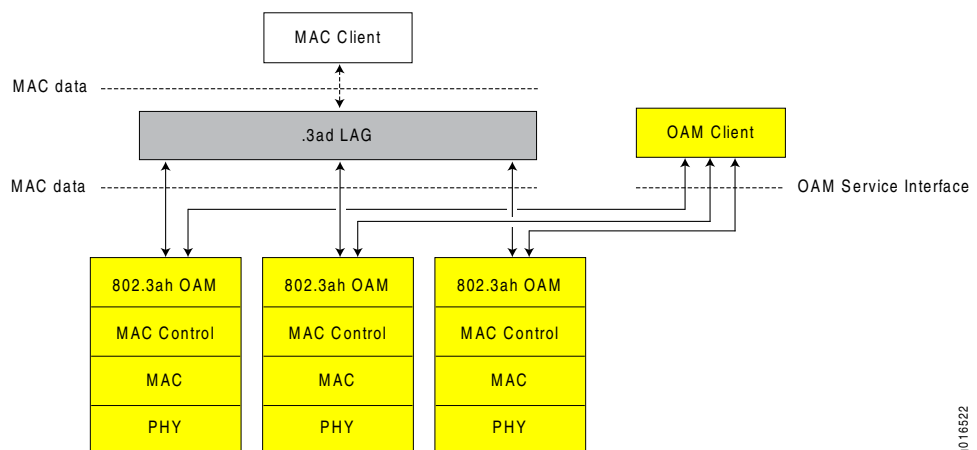 MAC Client
MAC data
.3ad LAG
OAM Client
MAC data
OAM Service Interface
802.3ah OAM
802.3ah OAM
802.3ah OAM
MAC Control
MAC Control
MAC Control
MAC
MAC
MAC
PHY
PHY
PHY
016522